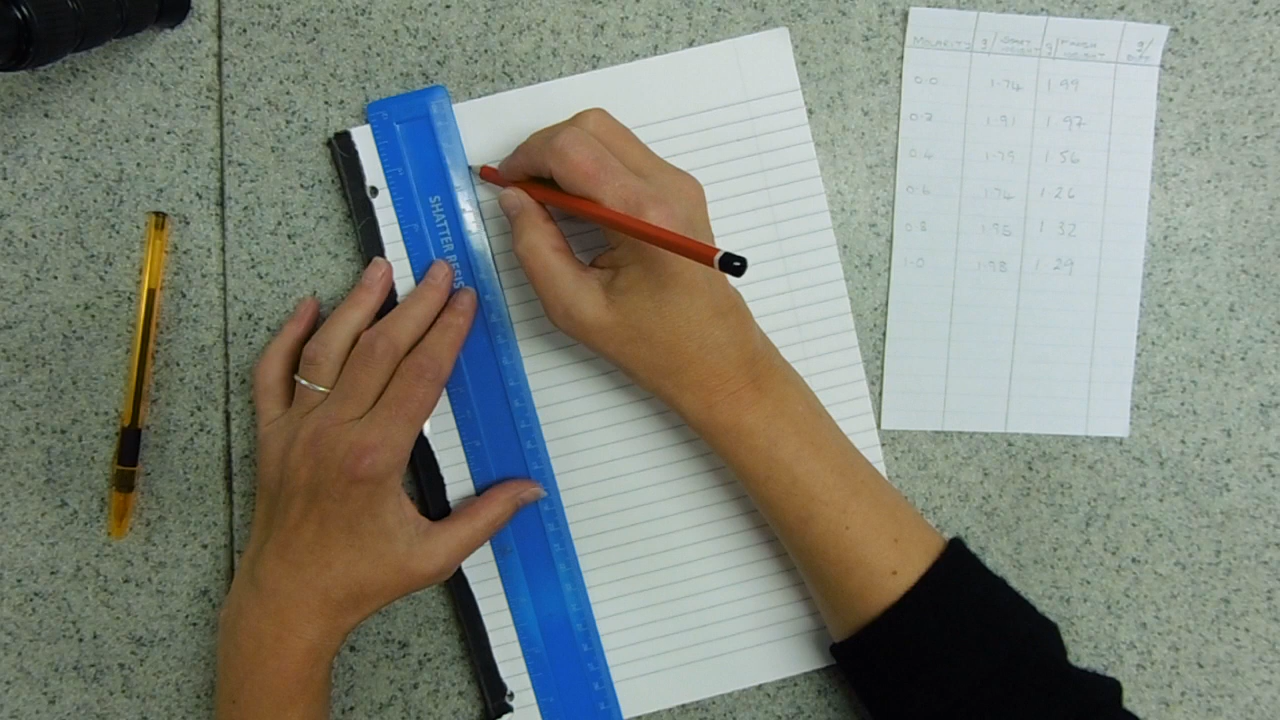 SHATTER RESIS
MOLARITY g/ START WEIGHT g/ FINISH WEIGHT g/ DIFF
0.0 1.74 1.99
0.2 1.91 1.97
0.4 1.75 1.56
0.6 1.74 1.26
0.8 1.95 1.32
1.0 1.98 1.29